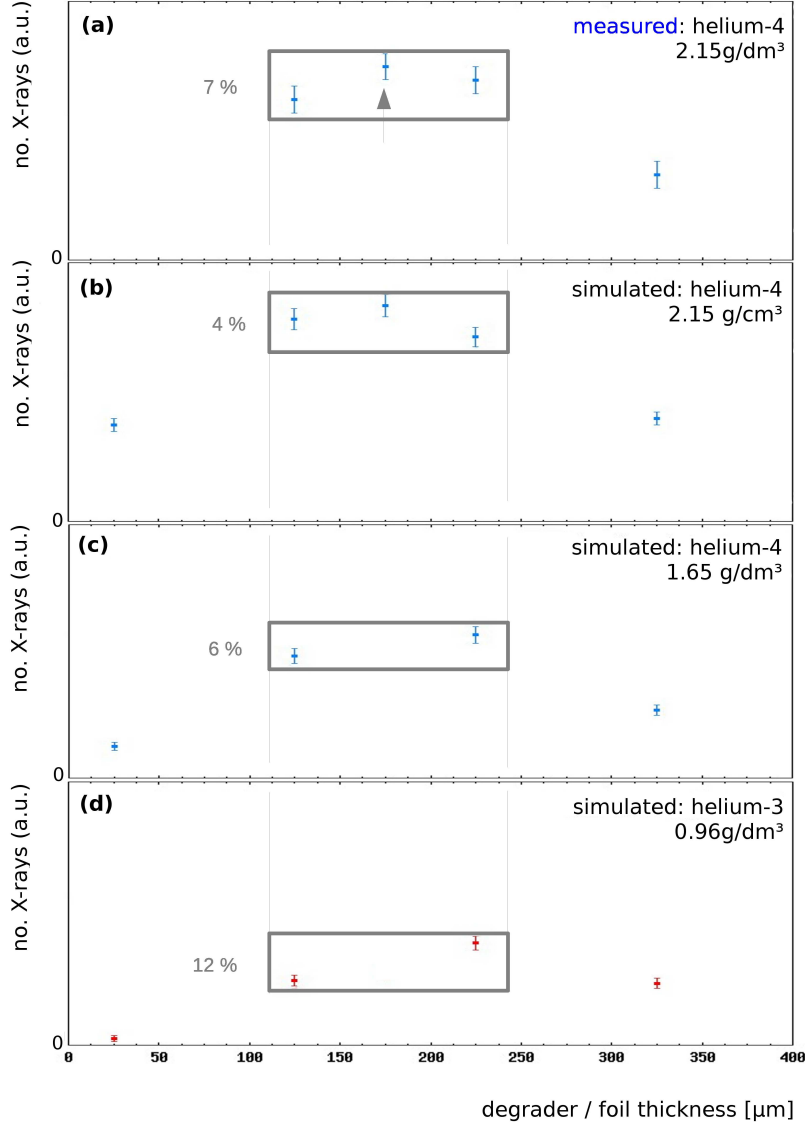 (a)
measured: helium-4
2.15g/dm³
7 %
no. X-rays (a.u.)
0
(b)
simulated: helium-4
2.15 g/cm³
4 %
no. X-rays (a.u.)
0
(c)
simulated: helium-4
1.65 g/dm³
6 %
no. X-rays (a.u.)
0
(d)
simulated: helium-3
0.96g/dm³
12 %
no. X-rays (a.u.)
0
0 50 100 150 200 250 300 350 400
degrader / foil thickness [µm]